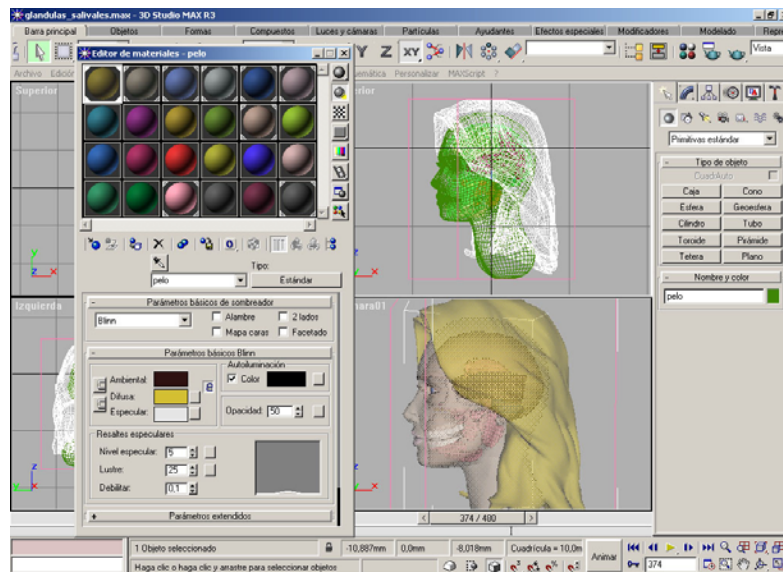 glandulas_salivales.max - 3D Studio MAX R3
Barra principal Objetos Formas Compuestos Luces y cámaras Partículas Ayudantes Efectos especiales Modificadores Modelado
Editor de materiales - pelo
Y Z XY Vista
Archivo Personalizar MAXScript ?
Superior
Primitivas estándar
Tipo de objeto
CuadrAuto
Caja Cono
Esfera Geoesfera
Cilindro Tubo
Toroide Pirámide
Tetera Plano
Nombre y color
pelo
Tipo:
pelo Estándar
Izquierda
Parámetros básicos de sombreador
Blinn Alambre 2 lados
Mapa caras Facetado
Parámetros básicos Blinn
Autoiluminación
Ambiental: Color
Difusa:
Especular: Opacidad: 50
Resaltes especulares
Nivel especular: 5
Lustre: 25
Debilitar: 0,1
Parámetros extendidos
374 / 480
1 Objeto seleccionado -10,887mm 0,0mm -8,018mm Cuadrícula = 10,0m
Animar
Haga clic o haga clic y arrastre para seleccionar objetos 374